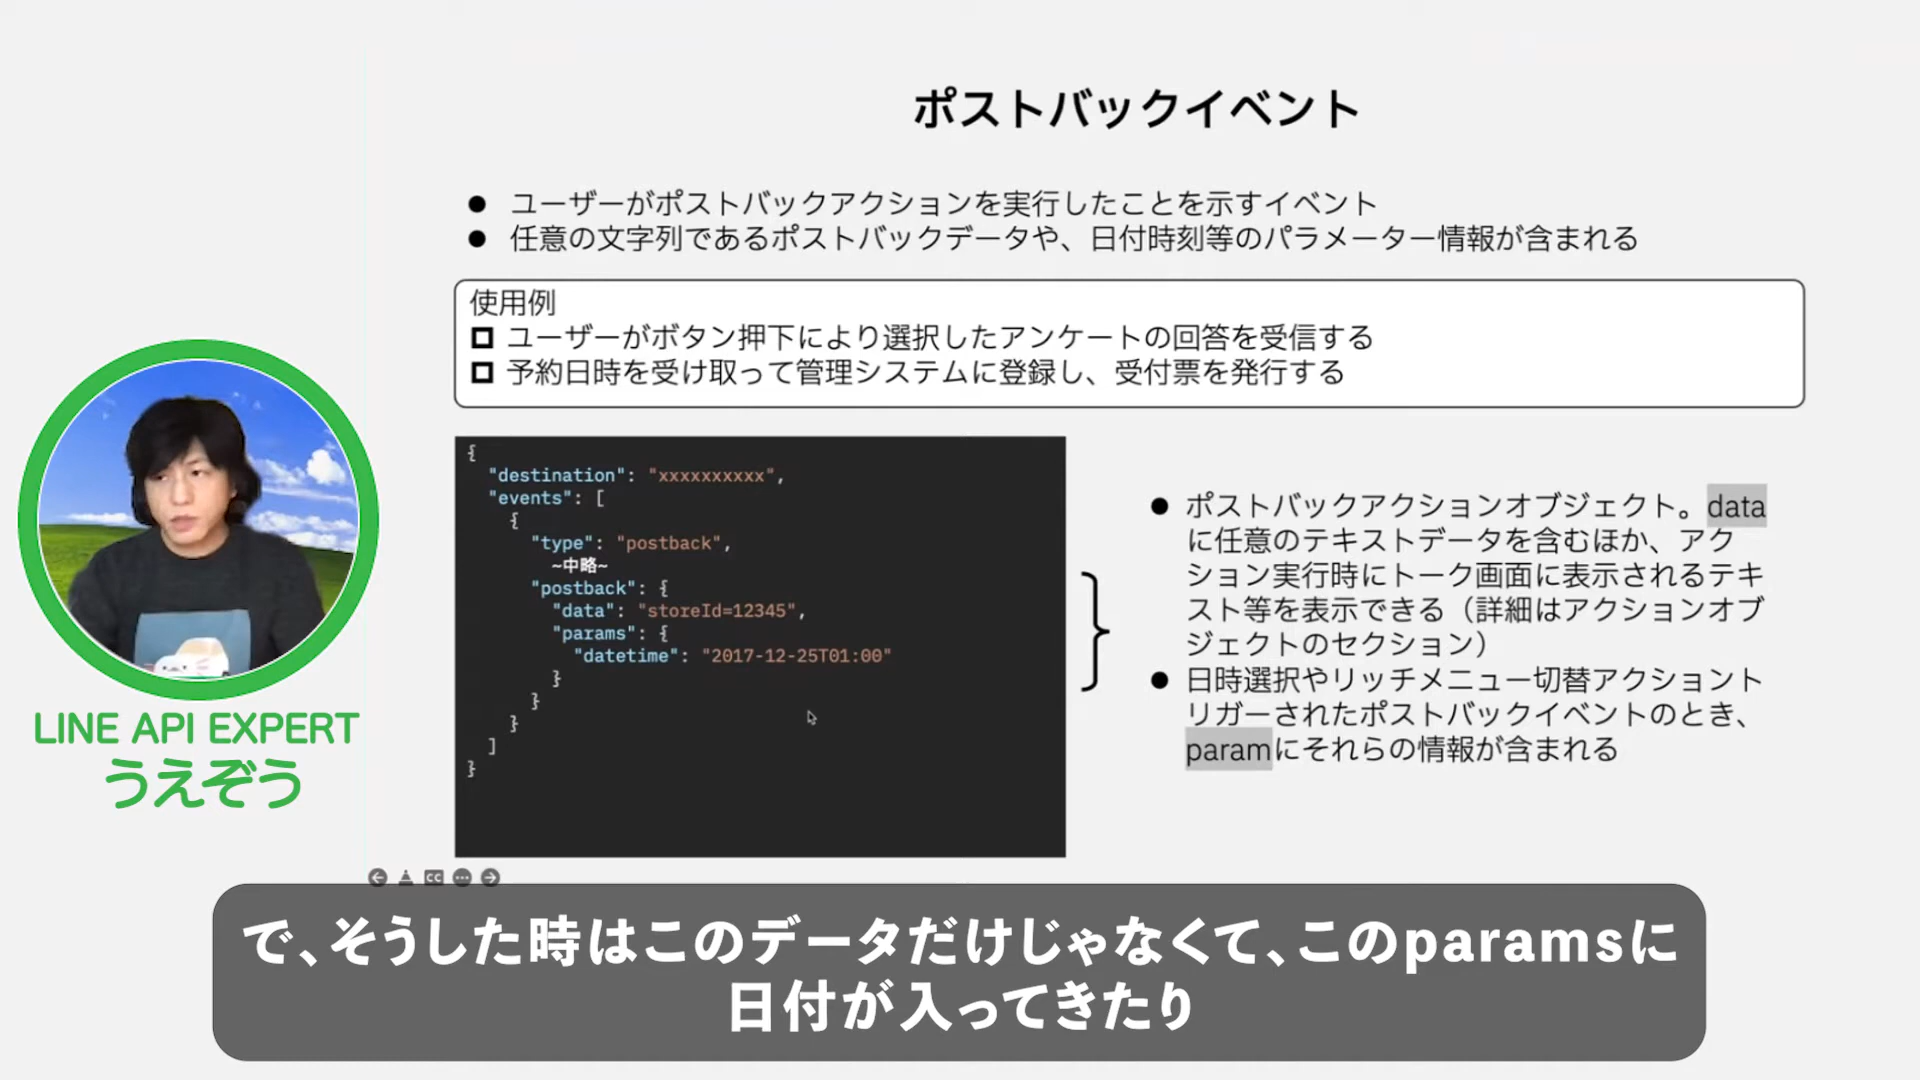 ポストバックイベント
● ユーザーがポストバックアクションを実行したことを示すイベント
● 任意の文字列であるポストバックデータや、日付時刻等のパラメーター情報が含まれる
使用例
ユーザーがボタン押下により選択したアンケートの回答を受信する
予約日時を受け取って管理システムに登録し、受付票を発行する
{
"destination": "xxxxxxxxxx",
"events": [
{
"type": "postback",
~中略~
"postback": {
"data": "storeId=12345",
"params": {
"datetime": "2017-12-25T01:00"
}
}
}
]
}
● ポストバックアクションオブジェクト。data
に任意のテキストデータを含むほか、アク
ション実行時にトーク画面に表示されるテキ
スト等を表示できる（詳細はアクションオブ
ジェクトのセクション）
● 日時選択やリッチメニュー切替アクショント
リガーされたポストバックイベントのとき、
paramにそれらの情報が含まれる
LINE API EXPERT
うえぞう
CC
で、そうした時はこのデータだけじゃなくて、このparamsに
日付が入ってきたり